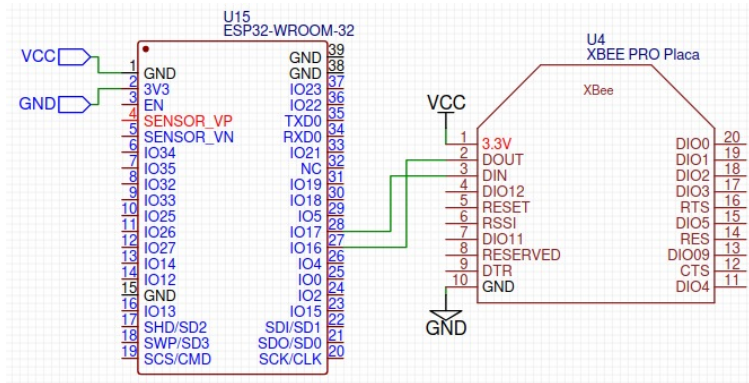 U15
ESP32-WROOM-32
VCC
GND
1 GND
2 3V3
3 EN
4 SENSOR_VP
5 SENSOR_VN
6 IO34
7 IO35
8 IO32
9 IO33
10 IO25
11 IO26
12 IO27
13 IO14
14 IO12
15 GND
16 IO13
17 SHD/SD2
18 SWP/SD3
19 SCS/CMD
GND 39
GND 38
IO23 37
IO22 36
TXD0 35
RXD0 34
IO21 33
NC 32
IO19 31
IO18 30
IO5 29
IO17 28
IO16 27
IO4 26
IO0 25
IO2 24
IO15 23
SDI/SD1 22
SDO/SD0 21
SCK/CLK 20
U4
XBEE PRO Placa
XBee
VCC
1 3.3V
2 DOUT
3 DIN
4 DIO12
5 RESET
6 RSSI
7 DIO11
8 RESERVED
9 DTR
10 GND
GND
DIO0 20
DIO1 19
DIO2 18
DIO3 17
RTS 16
DIO5 15
RES 14
DIO09 13
CTS 12
DIO4 11